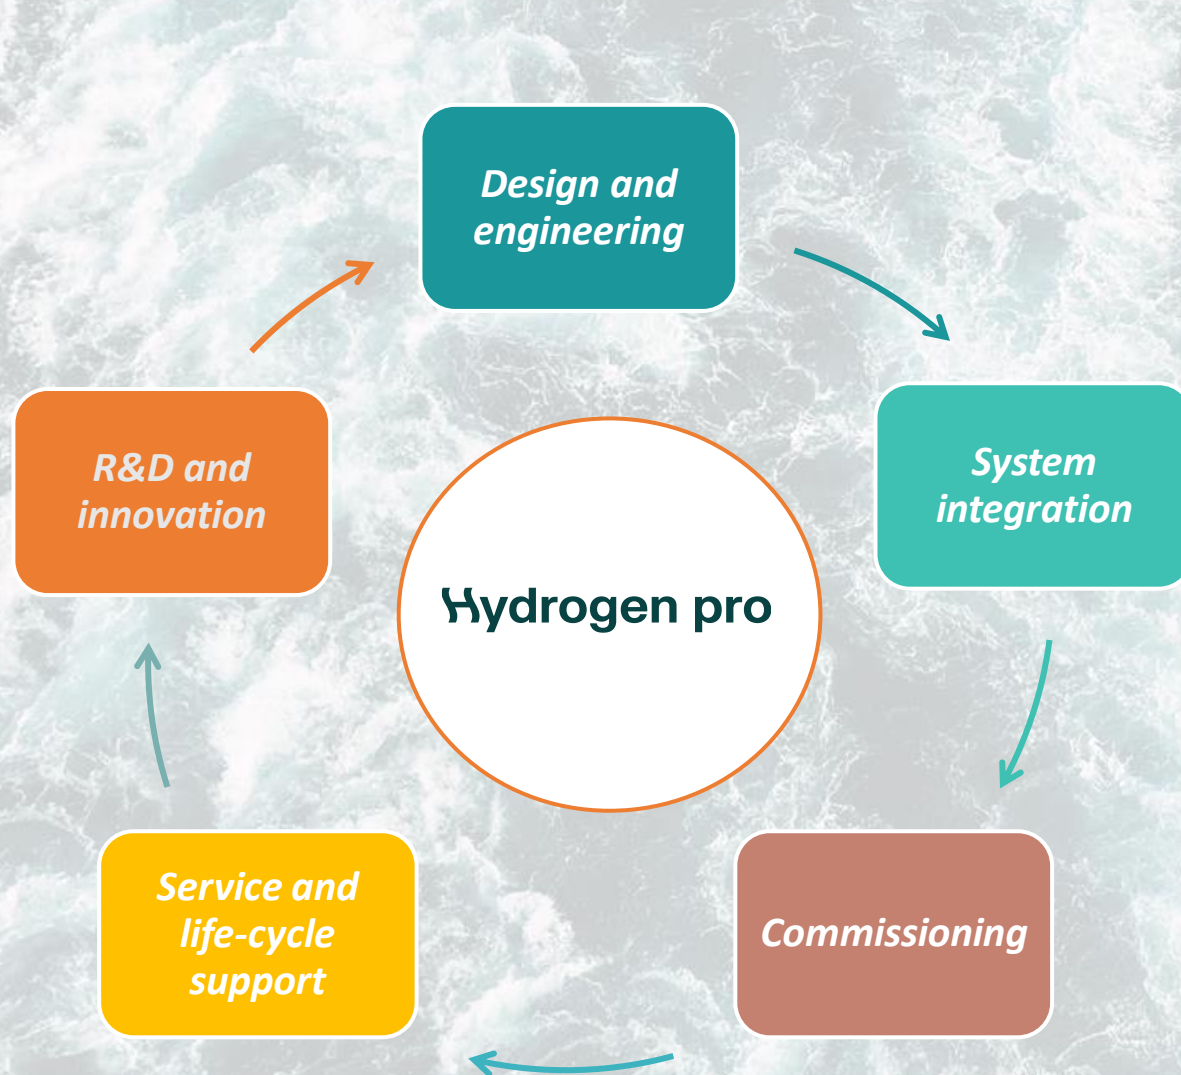 Design and
engineering
System
integration
Commissioning
Service and
life-cycle
support
R&D and
innovation
Hydrogen pro